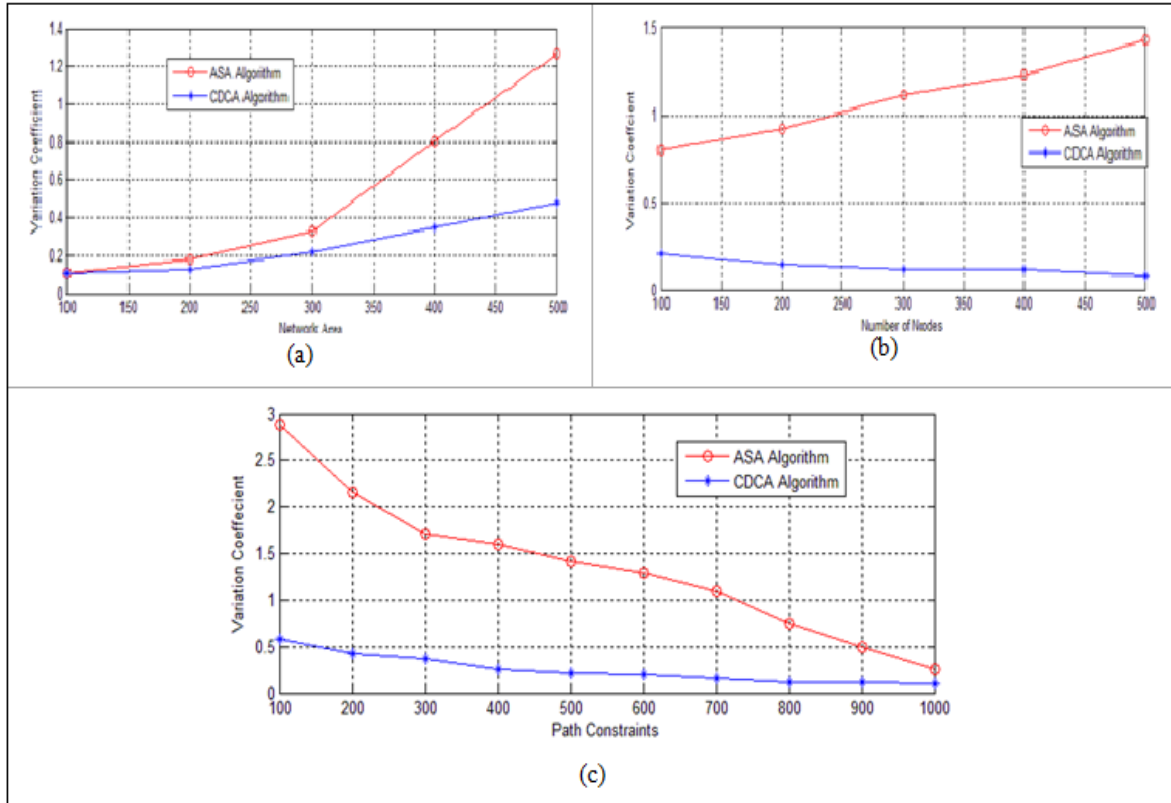 1.4
1.2
1
0.8
0.6
0.4
0.2
0
Variation Coefficient
ASA Algorithm
CDCA Algorithm
100 150 200 250 300 350 400 450 500
Network Area
(a)
1.5
1
0.5
0
Variation Coeffcient
ASA Algorithm
CDCA Algorithm
100 150 200 250 300 350 400 450 500
Number of Nodes
(b)
3
2.5
2
1.5
1
0.5
0
Variation Coeffecient
ASA Algorithm
CDCA Algorithm
100 200 300 400 500 600 700 800 900 1000
Path Constraints
(c)